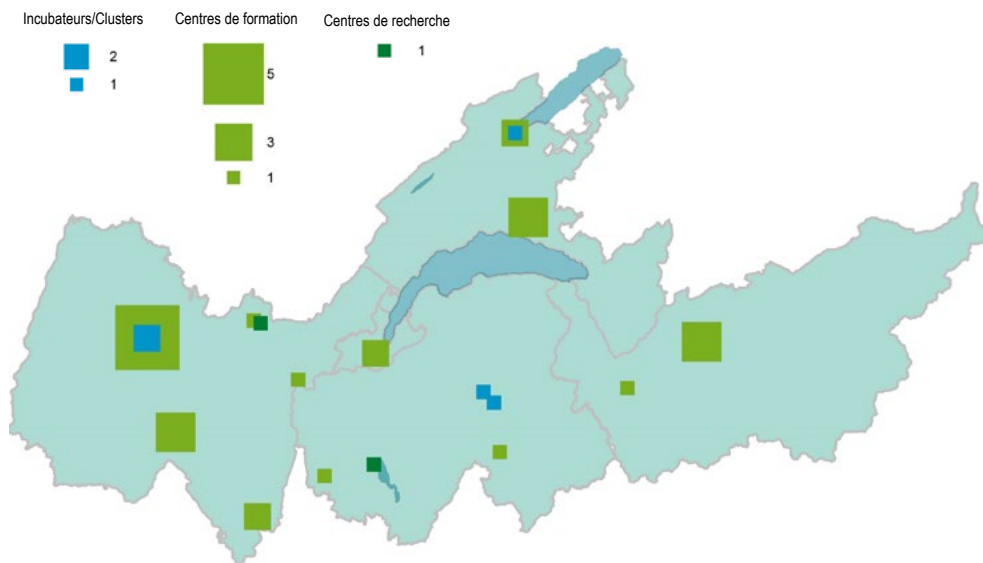 Incubateurs/Clusters
2
1
Centres de formation
5
3
1
Centres de recherche
1